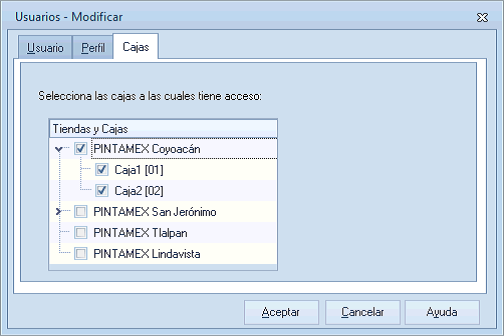 Usuarios - Modificar
Usuario Perfil Cajas
Selecciona las cajas a las cuales tiene acceso:
Tiendas y Cajas
PINTAMEX Coyoacán
Caja1 [01]
Caja2 [02]
PINTAMEX San Jerónimo
PINTAMEX Tlalpan
PINTAMEX Lindavista
Aceptar Cancelar Ayuda